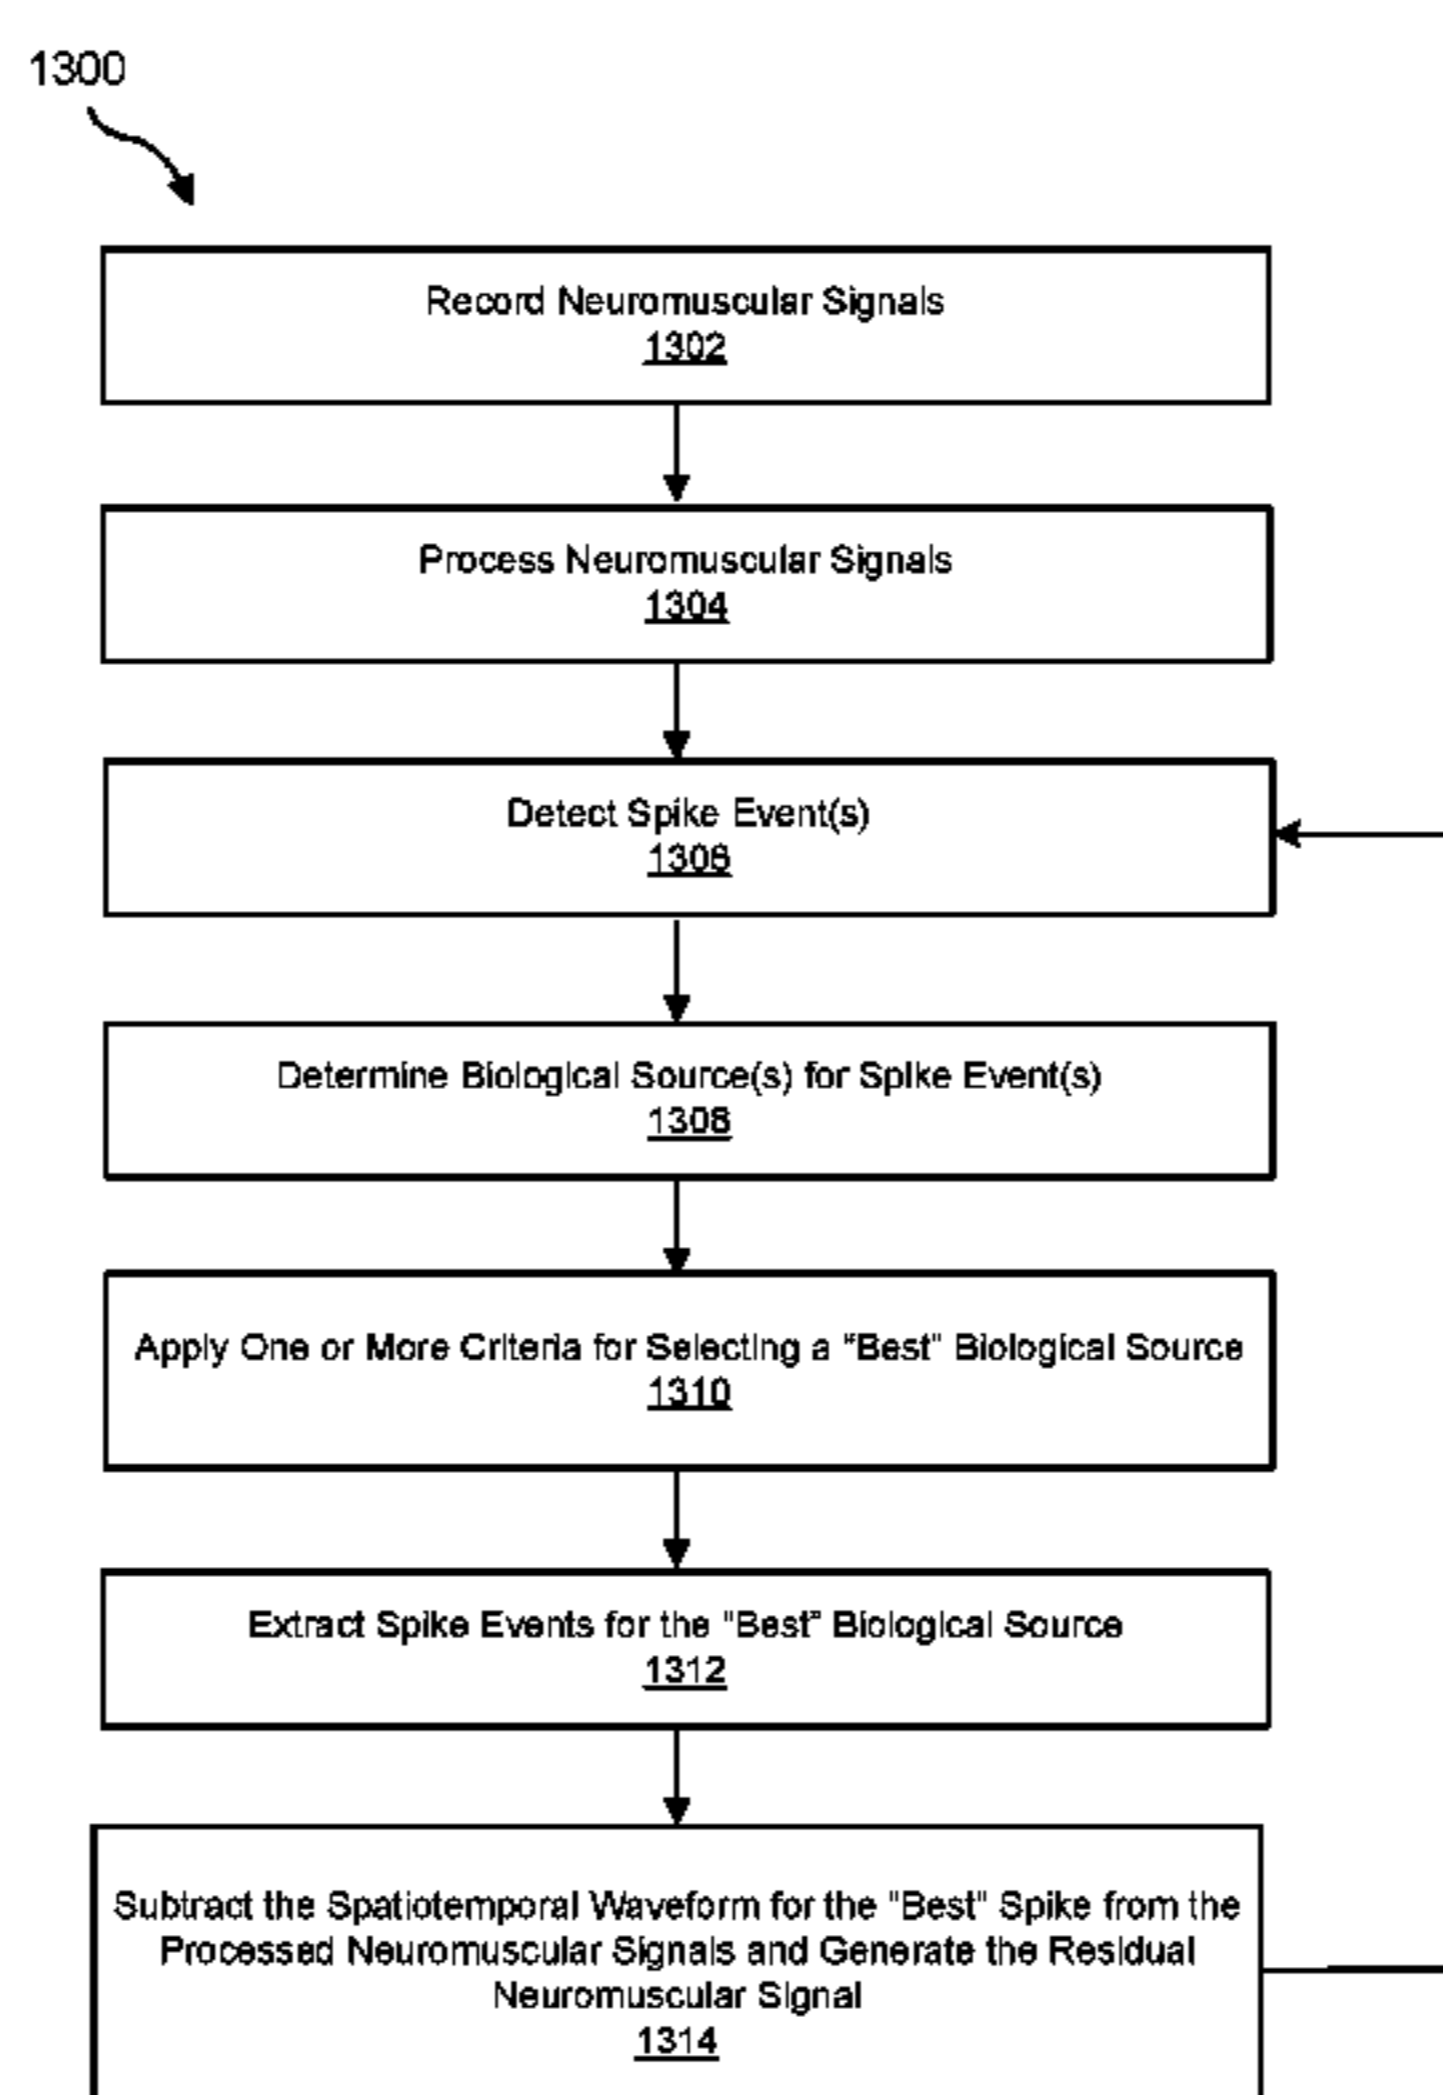 1300
Record Neuromuscular Signals
1302
Process Neuromuscular Signals
1304
Detect Spike Event(s)
1306
Determine Biological Source(s) for Spike Event(s)
1308
Apply One or More Criteria for Selecting a “Best” Biological Source
1310
Extract Spike Events for the "Best” Biological Source
1312
Subtract the Spatiotemporal Waveform for the "Best" Spike from the
Processed Neuromuscular Signals and Generate the Residual
Neuromuscular Signal
1314